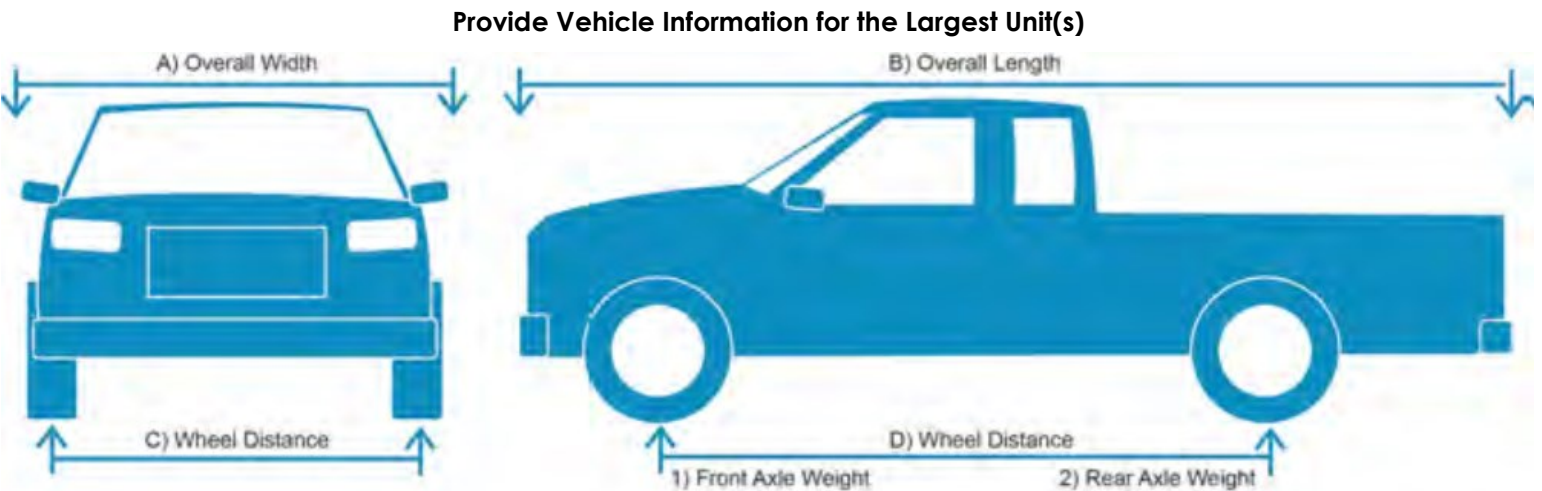 Provide Vehicle Information for the Largest Unit(s)
A) Overall Width
B) Overall Length
C) Wheel Distance
D) Wheel Distance
1) Front Axle Weight
2) Rear Axle Weight